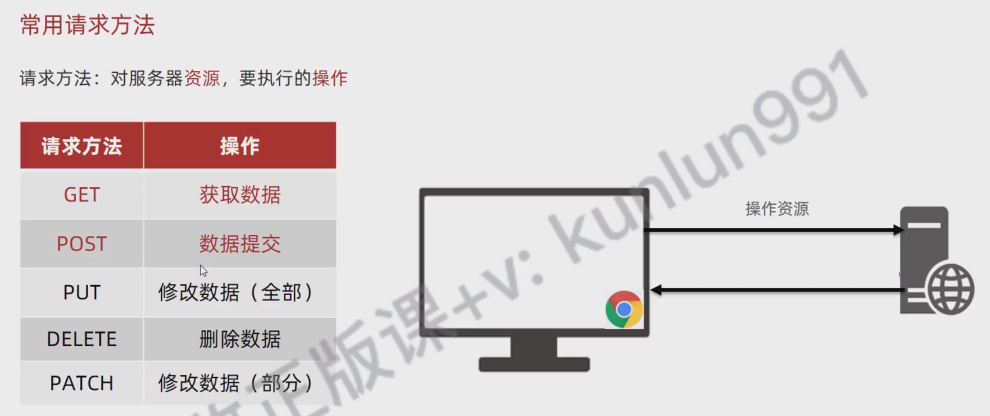 常用请求方法
请求方法：对服务器资源，要执行的操作
请求方法 操作
GET 获取数据
POST 数据提交
PUT 修改数据（全部）
DELETE 删除数据
PATCH 修改数据（部分）
操作资源
正版课+v: kunlun991